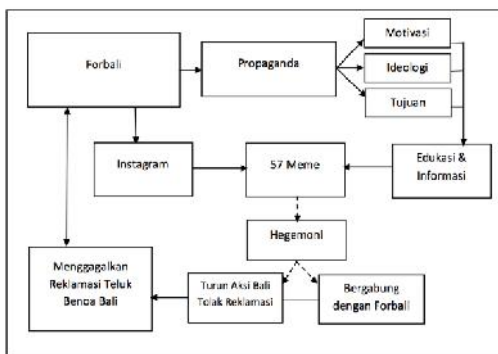 Motivasi
Forbali
Propaganda
Ideologi
Tujuan
Instagram
57 Meme
Edukasi &
Informasi
Hegemoni
Menggagalkan
Reklamasi Teluk
Benoa Bali
Turun Aksi Bali
Tolak Reklamasi
Bergabung
dengan Forbali